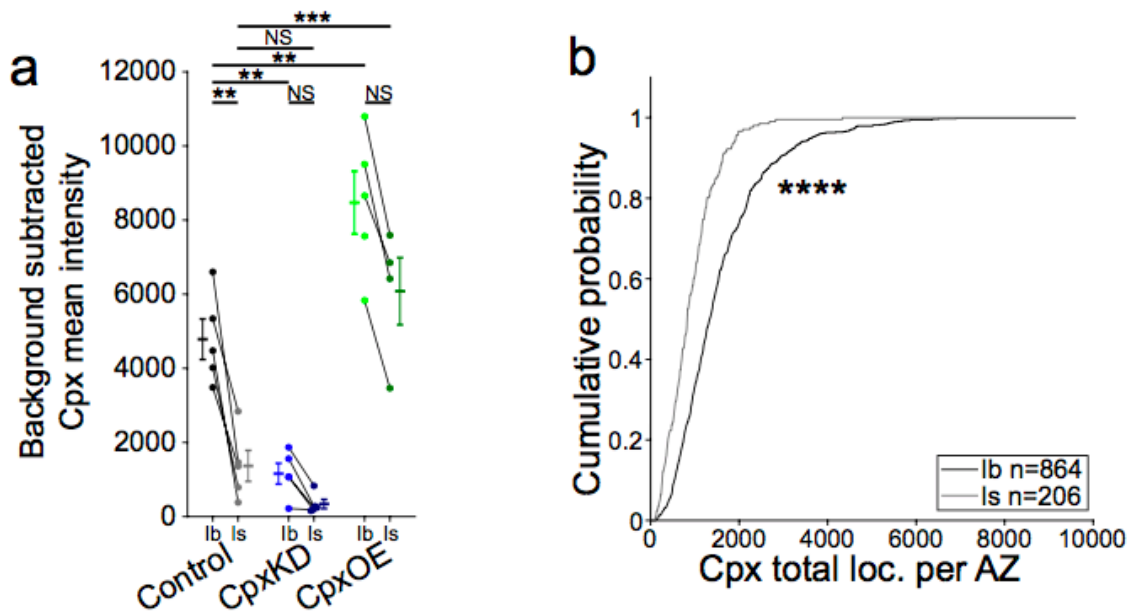 a
***
NS
**
**
**
NS
NS
Background subtracted
Cpx mean intensity
12000
10000
8000
6000
4000
2000
0
Ib Is Ib Is Ib Is
Control CpxKD CpxOE
b
Cumulative probability
1
0.8
0.6
0.4
0.2
0
****
Ib n=864
Is n=206
0 2000 4000 6000 8000 10000
Cpx total loc. per AZ